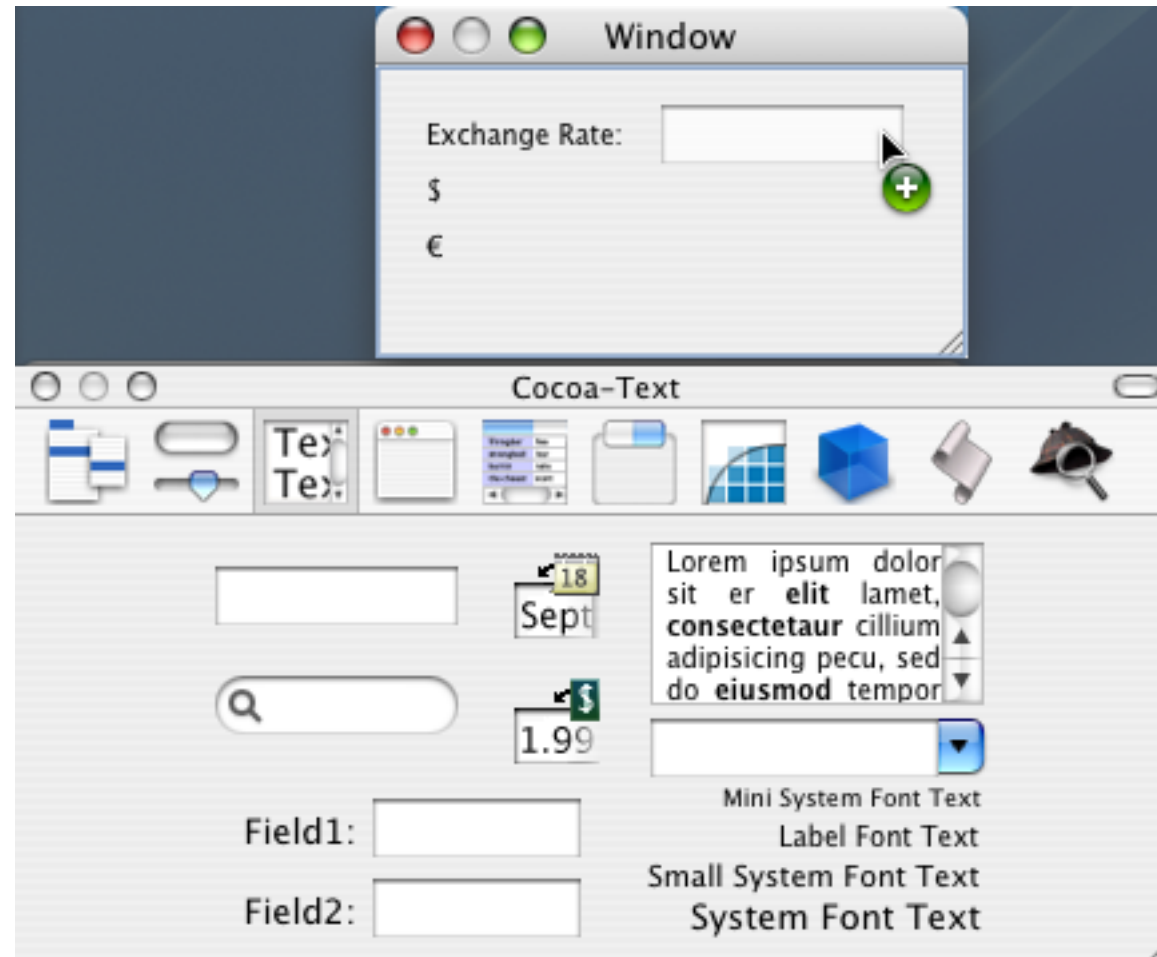 Window
Exchange Rate:
$
€
Cocoa-Text
Tex
Tex
18
Sept
$
1.99
Lorem ipsum dolor
sit er elit lamet,
consectetaur cillium
adipisicing pecu, sed
do eiusmod tempor
Mini System Font Text
Field1:
Label Font Text
Small System Font Text
Field2:
System Font Text